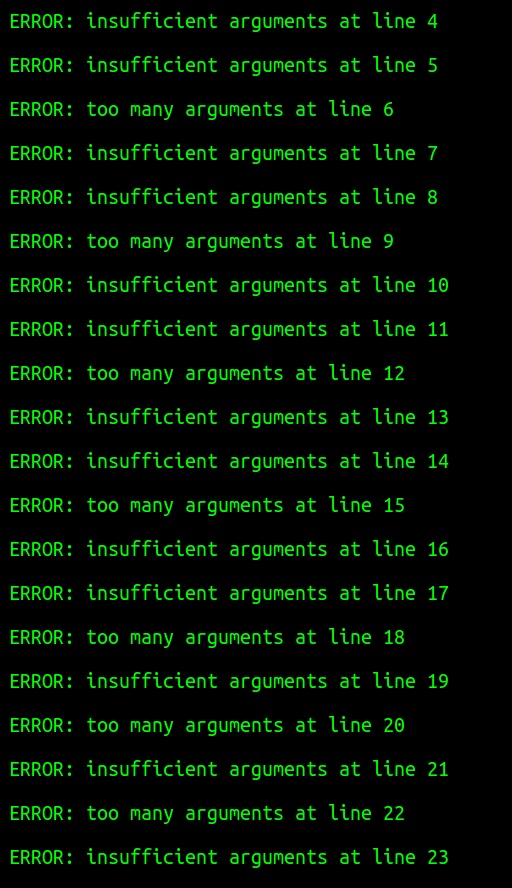 ERROR: insufficient arguments at line 4
ERROR: insufficient arguments at line 5
ERROR: too many arguments at line 6
ERROR: insufficient arguments at line 7
ERROR: insufficient arguments at line 8
ERROR: too many arguments at line 9
ERROR: insufficient arguments at line 10
ERROR: insufficient arguments at line 11
ERROR: too many arguments at line 12
ERROR: insufficient arguments at line 13
ERROR: insufficient arguments at line 14
ERROR: too many arguments at line 15
ERROR: insufficient arguments at line 16
ERROR: insufficient arguments at line 17
ERROR: too many arguments at line 18
ERROR: insufficient arguments at line 19
ERROR: too many arguments at line 20
ERROR: insufficient arguments at line 21
ERROR: too many arguments at line 22
ERROR: insufficient arguments at line 23